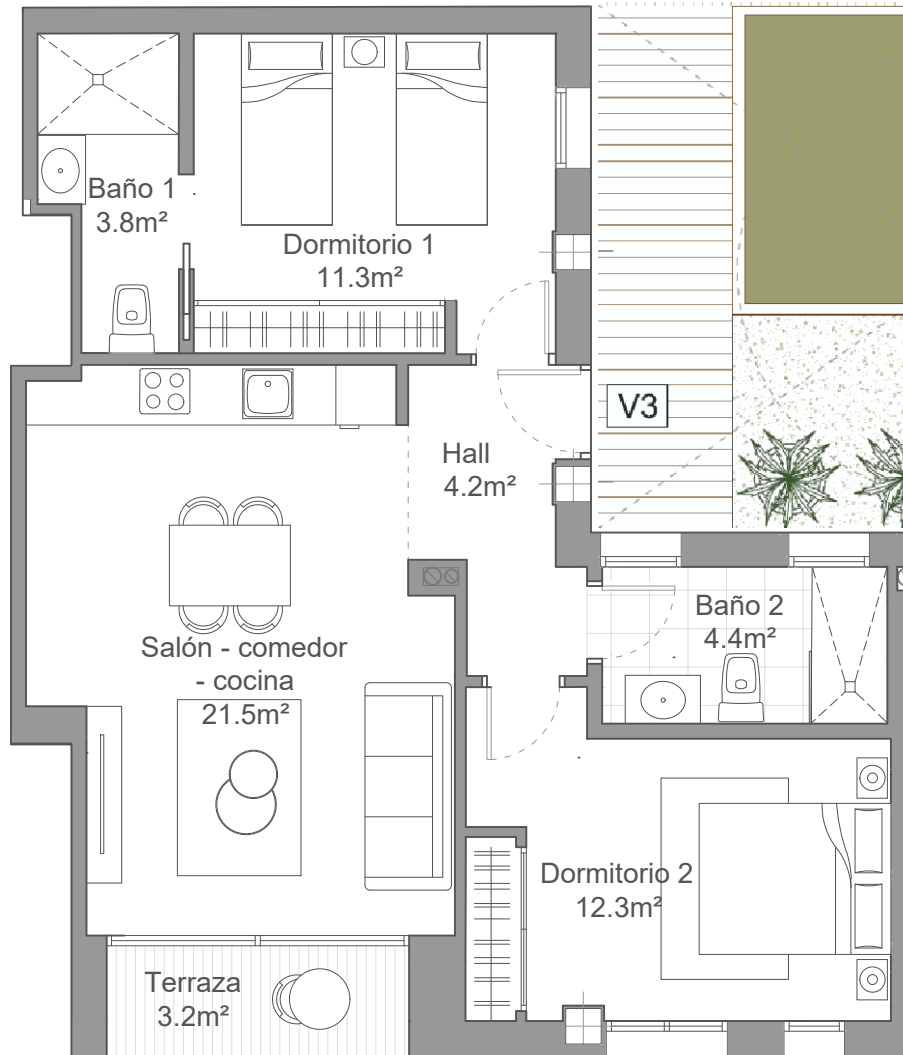 Baño 1
3.8m²
Dormitorio 1
11.3m²
V3
Hall
4.2m²
Baño 2
4.4m²
Salón - comedor
- cocina
21.5m²
Dormitorio 2
12.3m²
Terraza
3.2m²